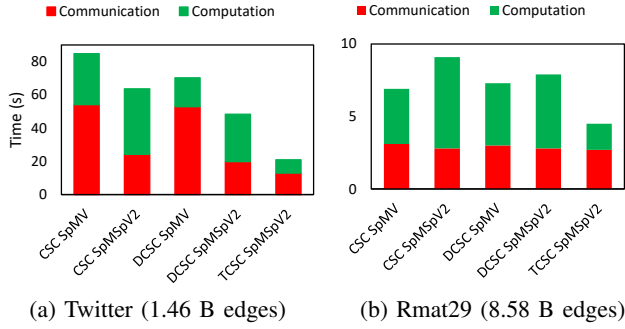 Communication Computation
Time (s)
80
60
40
20
0
CSC SpMV
CSC SpMSpV2
DCSC SpMV
DCSC SpMSpV2
TCSC SpMSpV2
(a) Twitter (1.46 B edges)
Communication Computation
10
5
0
CSC SpMV
CSC SpMSpV2
DCSC SpMV
DCSC SpMSpV2
TCSC SpMSpV2
(b) Rmat29 (8.58 B edges)